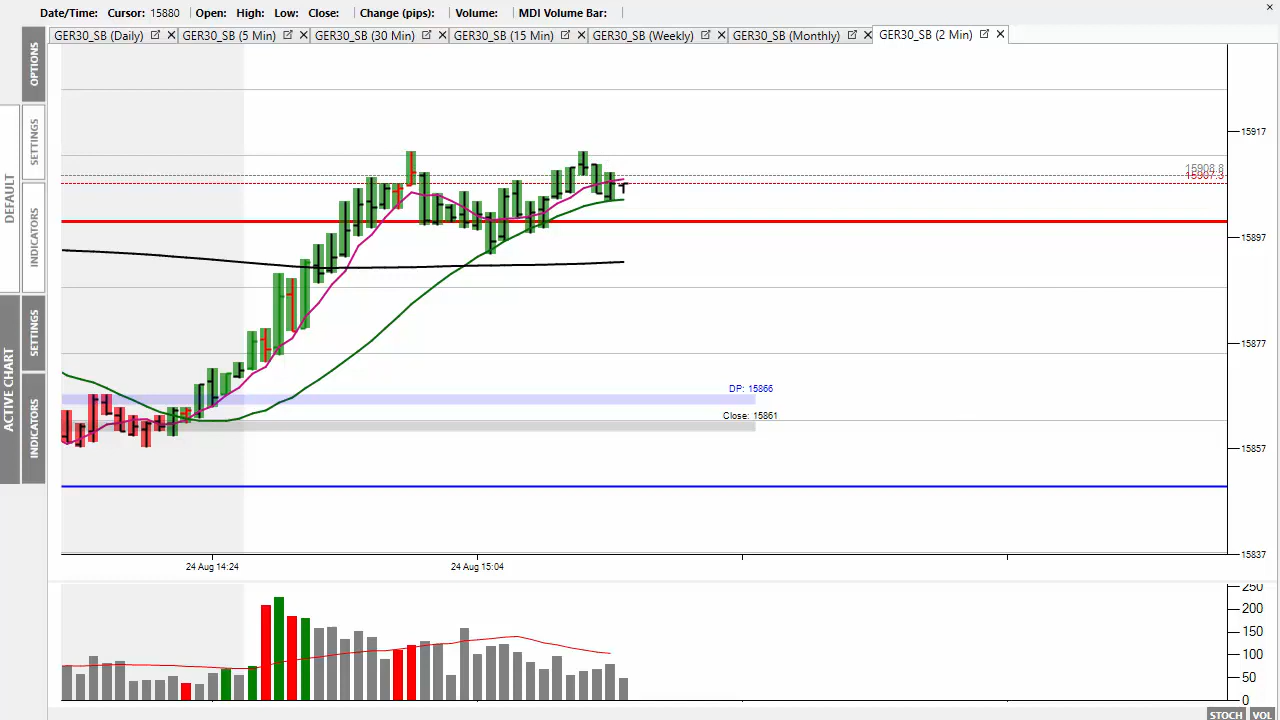 Date/Time: Cursor: 15880 Open: High: Low: Close: Change (pips): Volume: MDI Volume Bar:
GER30_SB (Daily) GER30_SB (5 Min) GER30_SB (30 Min) GER30_SB (15 Min) GER30_SB (Weekly) GER30_SB (Monthly) GER30_SB (2 Min)
OPTIONS
SETTINGS
DEFAULT
INDICATORS
SETTINGS
ACTIVE CHART
INDICATORS
15917
15908.8
15897
15877
DP: 15866
Close: 15861
15857
15837
24 Aug 14:24 24 Aug 15:04
250
200
150
100
50
0
STOCH VOL